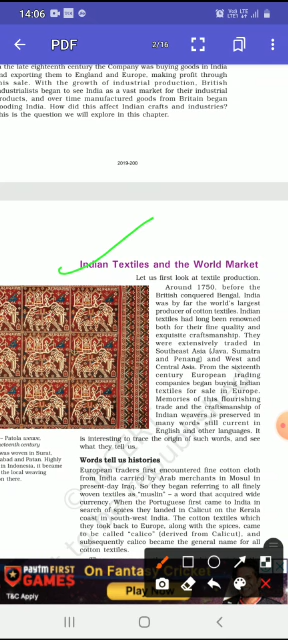 14:06
Vo) LTE
LTE1
PDF
2/16
the late eighteenth century the Company was buying goods in India
nd exporting them to England and Europe, making profit through
his sale. With the growth of industrial production, British
ndustrialists began to see India as a vast market for their industrial
roducts, and over time manufactured goods from Britain began
ooding India. How did this affect Indian crafts and industries?
his is the question we will explore in this chapter.
2019-200
Indian Textiles and the World Market
Let us first look at textile production.
Around 1750, before the
British conquered Bengal, India
was by far the world's largest
producer of cotton textiles. Indian
textiles had long been renowned
both for their fine quality and
exquisite craftsmanship. They
were extensively traded in
Southeast Asia (Java, Sumatra
and Penang) and West and
Central Asia. From the sixteenth
century European trading
companies began buying Indian
textiles for sale in Europe.
Memories of this flourishing
trade and the craftsmanship of
Indian weavers is preserved in
many words still current in
English and other languages. It
is interesting to trace the origin of such words, and see
what they tell us.
– Patola weave,
neteenth century
was woven in Surat,
abad and Patan. Highly
in Indonesia, it became
the local weaving
on there.
Words tell us histories
European traders first encountered fine cotton cloth
from India carried by Arab merchants in Mosul in
present-day Iraq. So they began referring to all finely
woven textiles as "muslin" – a word that acquired wide
currency. When the Portuguese first came to India in
search of spices they landed in Calicut on the Kerala
coast in south-west India. The cotton textiles which
they took back to Europe, along with the spices, came
to be called "calico" (derived from Calicut), and
subsequently calico became the general name for all
cotton textiles.
paytm FIRST
GAMES
T&C Apply
On Fantasy Cricket
Play Now